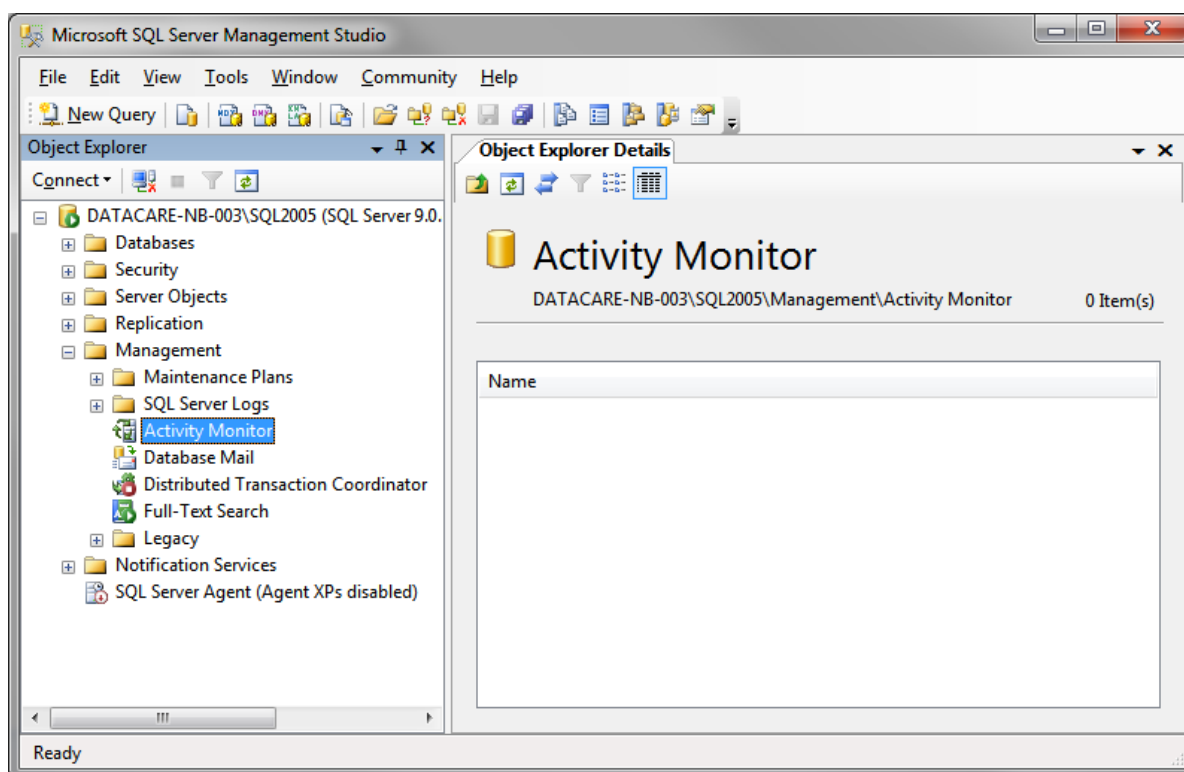 Microsoft SQL Server Management Studio
File Edit View Tools Window Community Help
New Query
Object Explorer
Connect
DATACARE-NB-003\SQL2005 (SQL Server 9.0.
Databases
Security
Server Objects
Replication
Management
Maintenance Plans
SQL Server Logs
Activity Monitor
Database Mail
Distributed Transaction Coordinator
Full-Text Search
Legacy
Notification Services
SQL Server Agent (Agent XPs disabled)
Object Explorer Details
Activity Monitor
DATACARE-NB-003\SQL2005\Management\Activity Monitor 0 Item(s)
Name
Ready